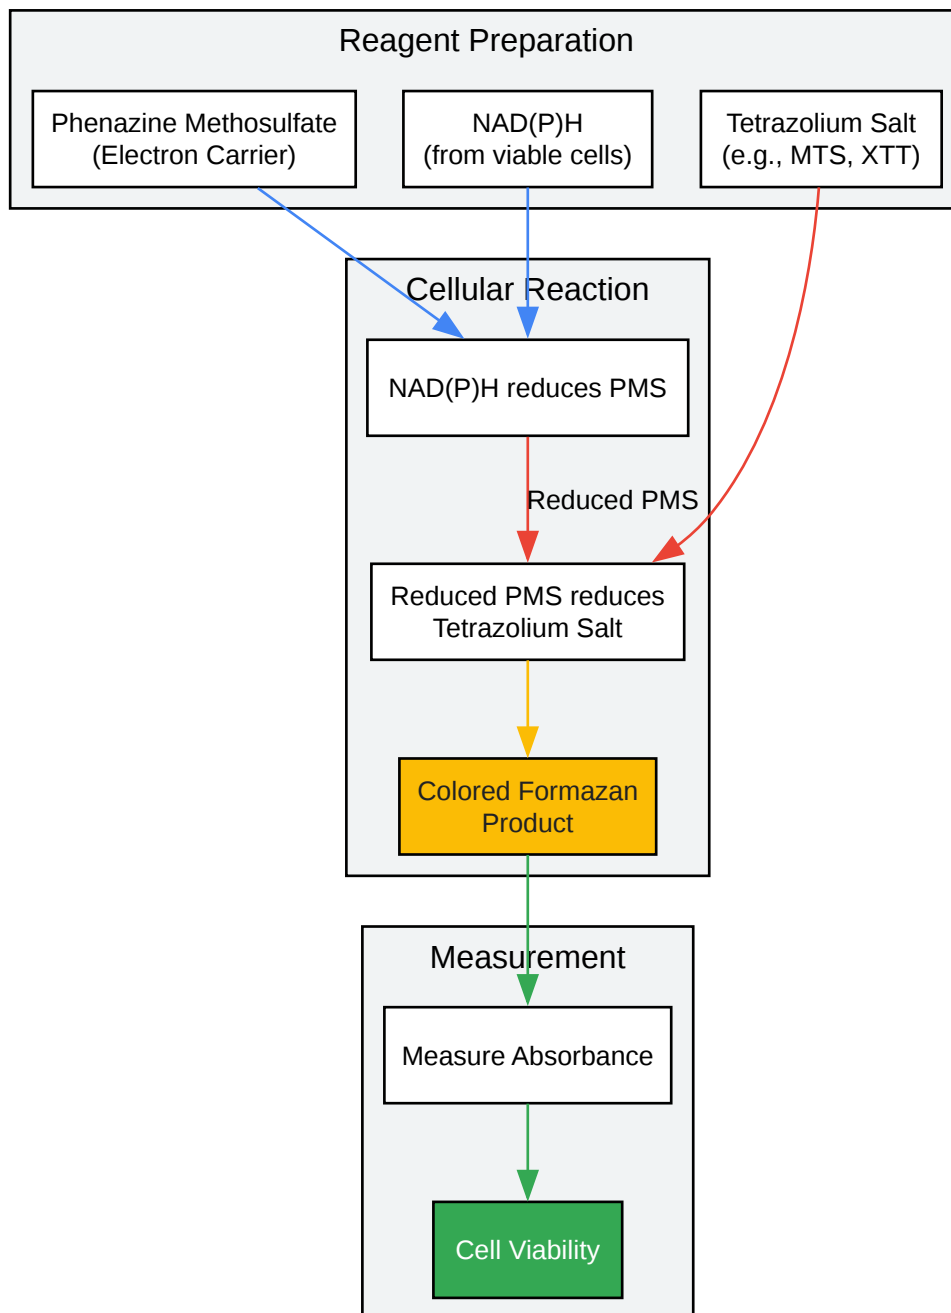 Reagent Preparation
Phenazine Methosulfate
(Electron Carrier)
NAD(P)H
(from viable cells)
Tetrazolium Salt
(e.g., MTS, XTT)
Cellular Reaction
NAD(P)H reduces PMS
Reduced PMS
Reduced PMS reduces
Tetrazolium Salt
Colored Formazan
Product
Measurement
Measure Absorbance
Cell Viability